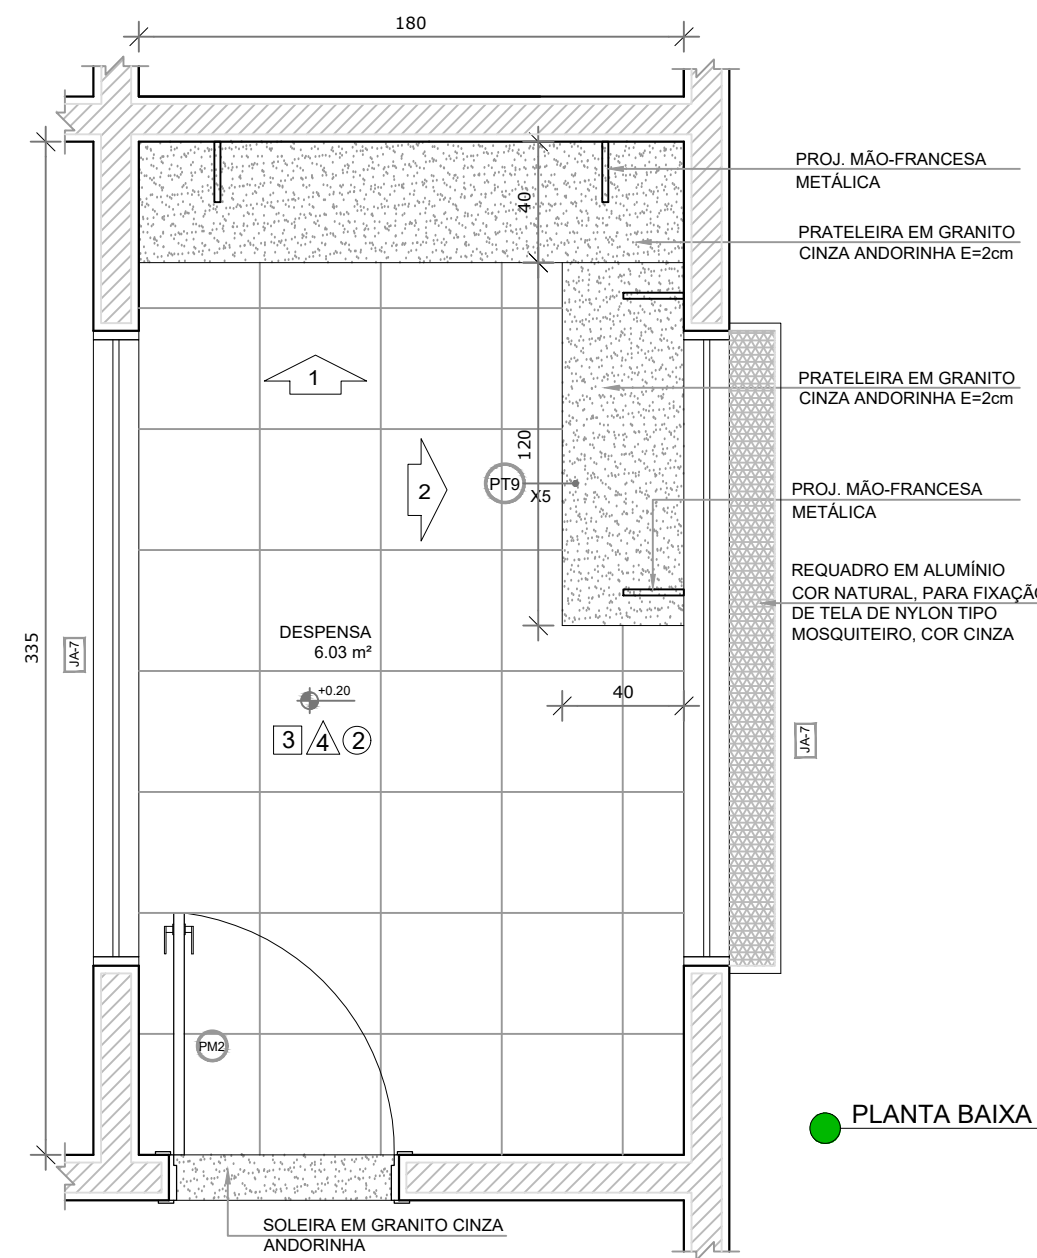 180
PROJ. MÃO-FRANCESA
METÁLICA
40
PRATELEIRA EM GRANITO
CINZA ANDORINHA E=2cm
1
PRATELEIRA EM GRANITO
CINZA ANDORINHA E=2cm
120
2
PT9
X5
PROJ. MÃO-FRANCESA
METÁLICA
REQUADRO EM ALUMÍNIO
COR NATURAL, PARA FIXAÇÃO
DE TELA DE NYLON TIPO
MOSQUITEIRO, COR CINZA
335
JA-7
DESPENSA
6.03 m²
+0.20
40
3 4 2
JA-7
PM2
PLANTA BAIXA
SOLEIRA EM GRANITO CINZA
ANDORINHA